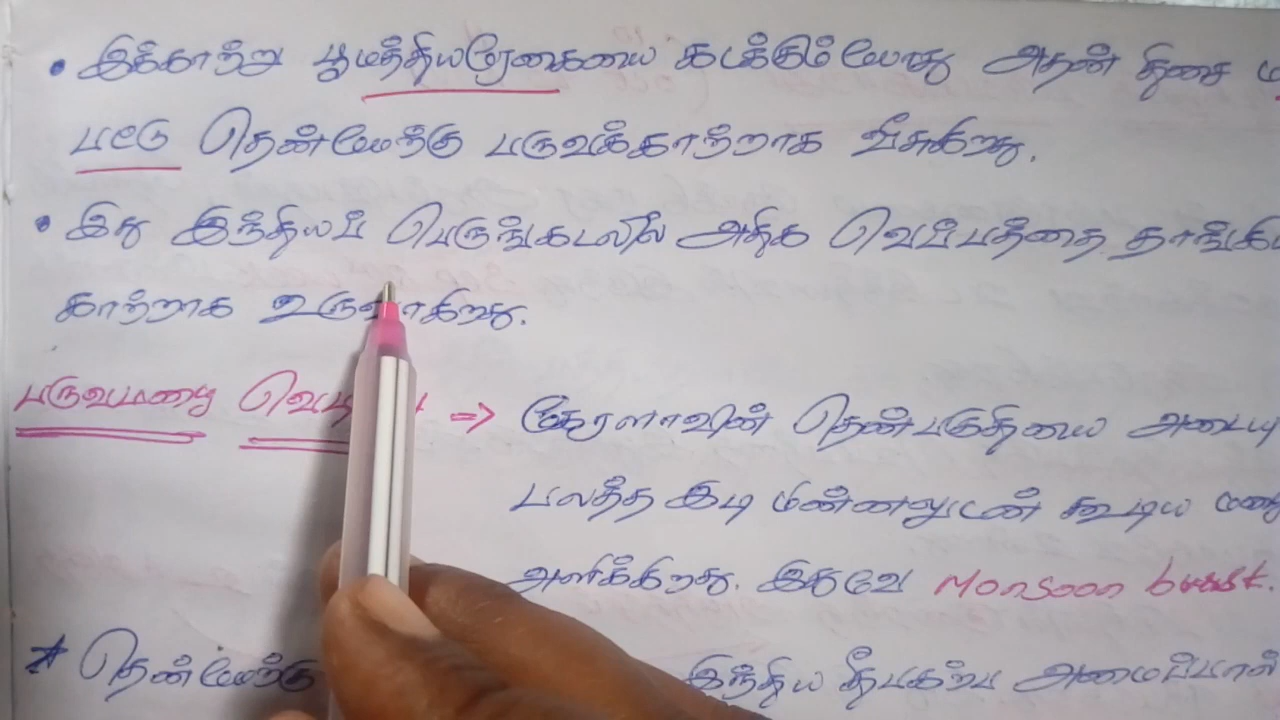 • இக்காற்று பூமத்தியரேகையை கடக்கும்போது அதன் திசை
பட்டு தென்மேற்கு பருவக்காற்றாக வீசுகிறது.
• இது இந்தியப் பெருங்கடலில் அதிக வெப்பத்தை தாங்கி
காற்றாக உருவாகிறது.
பருவமழை => கேரளாவின் தென்பகுதியை அடையு
பலத்த இடி மின்னலுடன் கூடிய
அளிக்கிறது. இதுவே Monsoon burst.
* தென்மேற்கு இந்திய தீபகற்ப அமைப்பால்